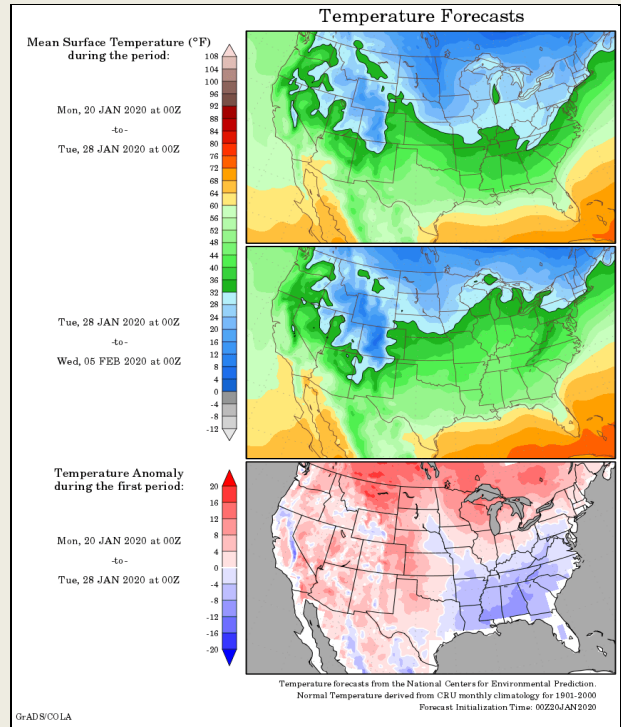 Temperature Forecasts
Mean Surface Temperature (°F)
during the period:
Mon, 20 JAN 2020 at 00Z
-to-
Tue, 28 JAN 2020 at 00Z
108
104
100
96
92
88
84
80
76
72
68
64
60
56
52
48
44
40
36
32
28
24
20
16
12
8
4
0
-4
-8
-12
Tue, 28 JAN 2020 at 00Z
-to-
Wed, 05 FEB 2020 at 00Z
Temperature Anomaly
during the first period:
Mon, 20 JAN 2020 at 00Z
-to-
Tue, 28 JAN 2020 at 00Z
20
16
12
8
4
0
-4
-8
-12
-16
-20
Temperature forecasts from the National Centers for Environmental Prediction.
Normal Temperature derived from CRU monthly climatology for 1901-2000
Forecast Initialization Time: 00Z20JAN2020
GrADS/COLA